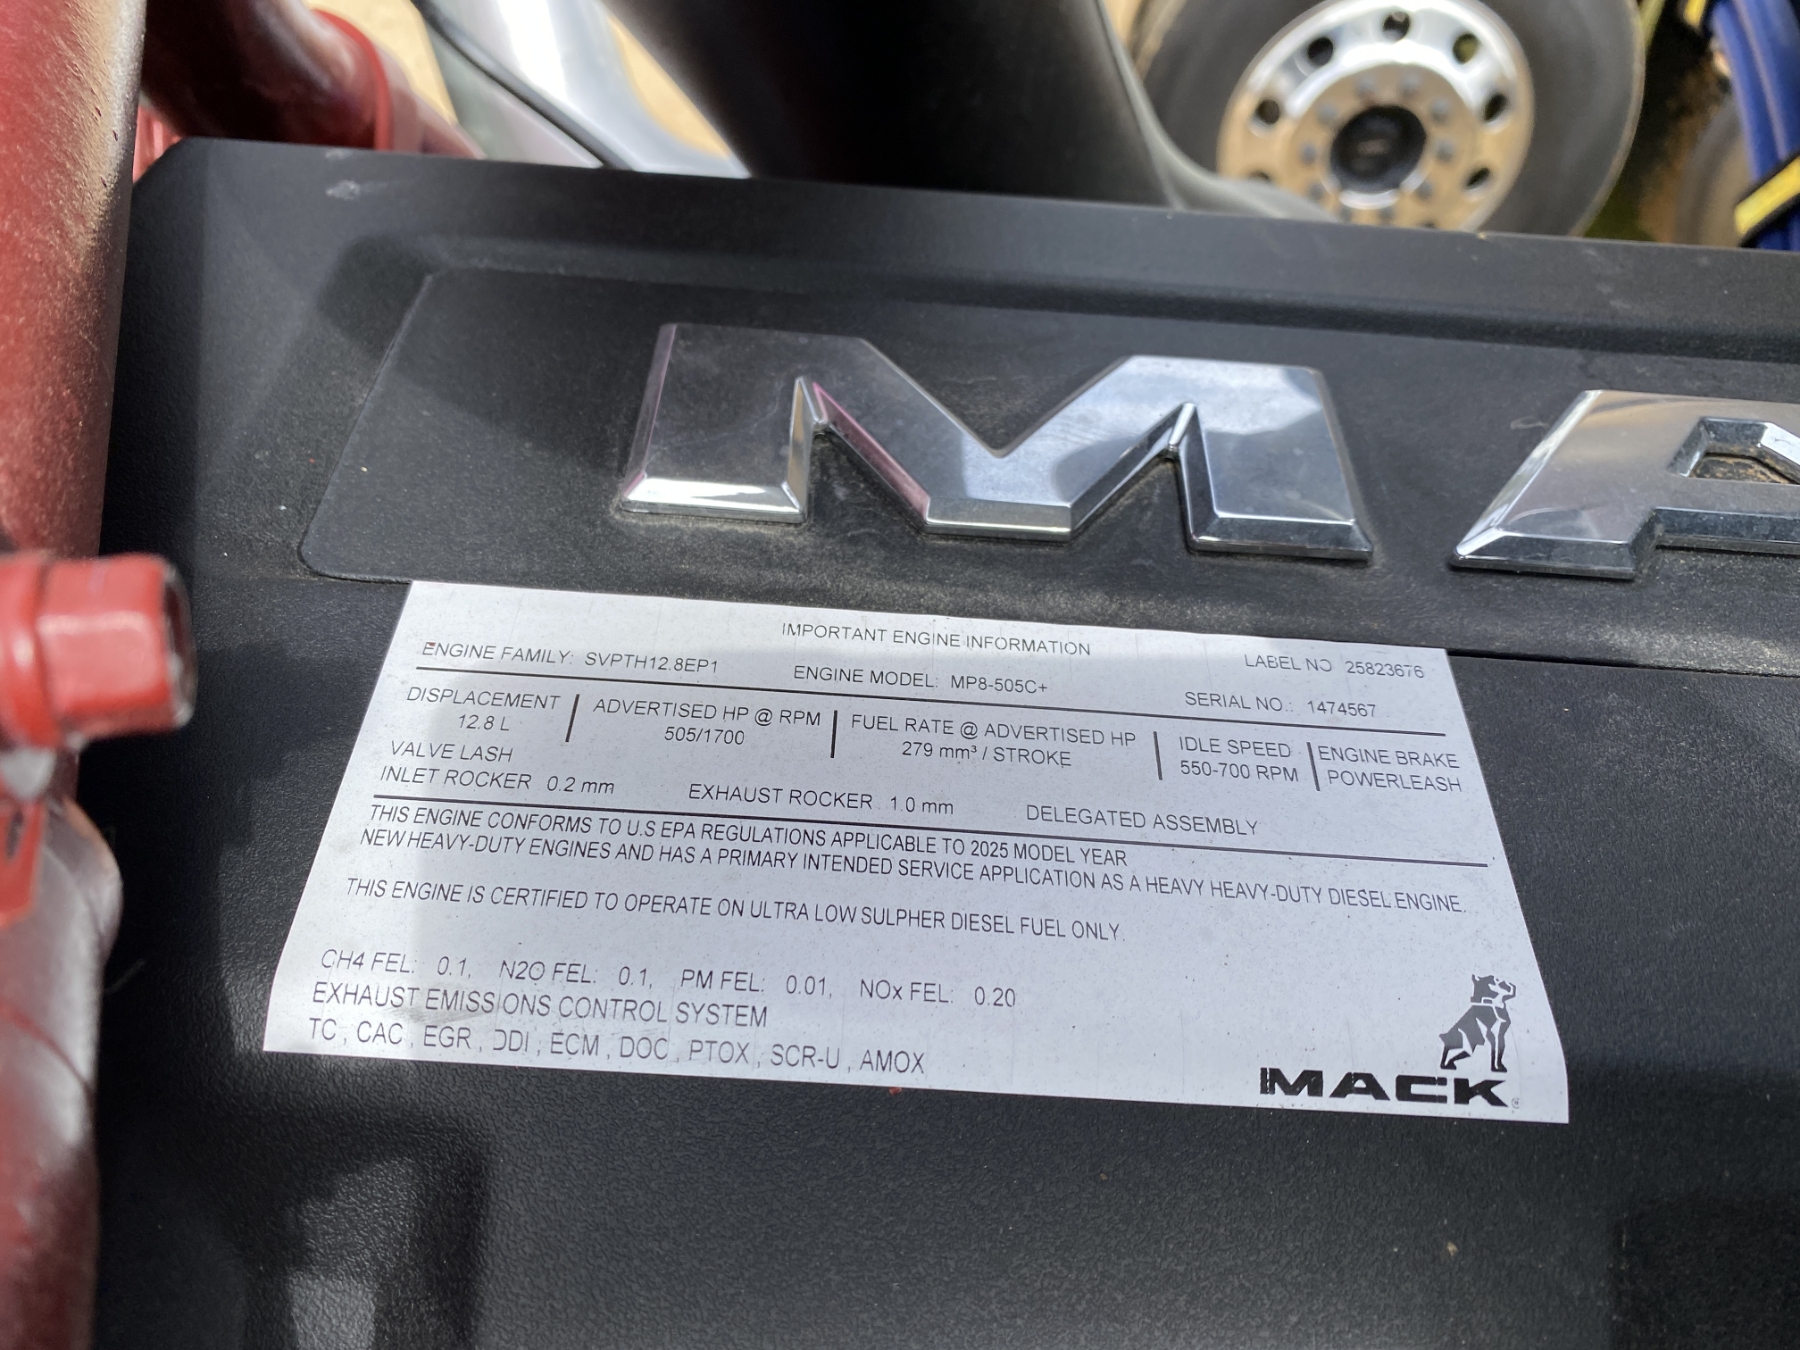 MA
IMPORTANT ENGINE INFORMATION
ENGINE FAMILY: SVPTH12.8EP1 ENGINE MODEL: MP8-505C+ LABEL NO 25823676
SERIAL NO.: 1474567
DISPLACEMENT ADVERTISED HP @ RPM FUEL RATE @ ADVERTISED HP IDLE SPEED ENGINE BRAKE
12.8 L 505/1700 279 mm³ / STROKE 550-700 RPM POWERLEASH
VALVE LASH
INLET ROCKER 0.2 mm EXHAUST ROCKER 1.0 mm DELEGATED ASSEMBLY
THIS ENGINE CONFORMS TO U.S EPA REGULATIONS APPLICABLE TO 2025 MODEL YEAR
NEW HEAVY-DUTY ENGINES AND HAS A PRIMARY INTENDED SERVICE APPLICATION AS A HEAVY HEAVY-DUTY DIESEL ENGINE.
THIS ENGINE IS CERTIFIED TO OPERATE ON ULTRA LOW SULPHER DIESEL FUEL ONLY.
CH4 FEL: 0.1, N2O FEL: 0.1, PM FEL: 0.01, NOx FEL: 0.20
EXHAUST EMISSIONS CONTROL SYSTEM
TC, CAC, EGR, DDI, ECM, DOC, PTOX, SCR-U, AMOX
MACK